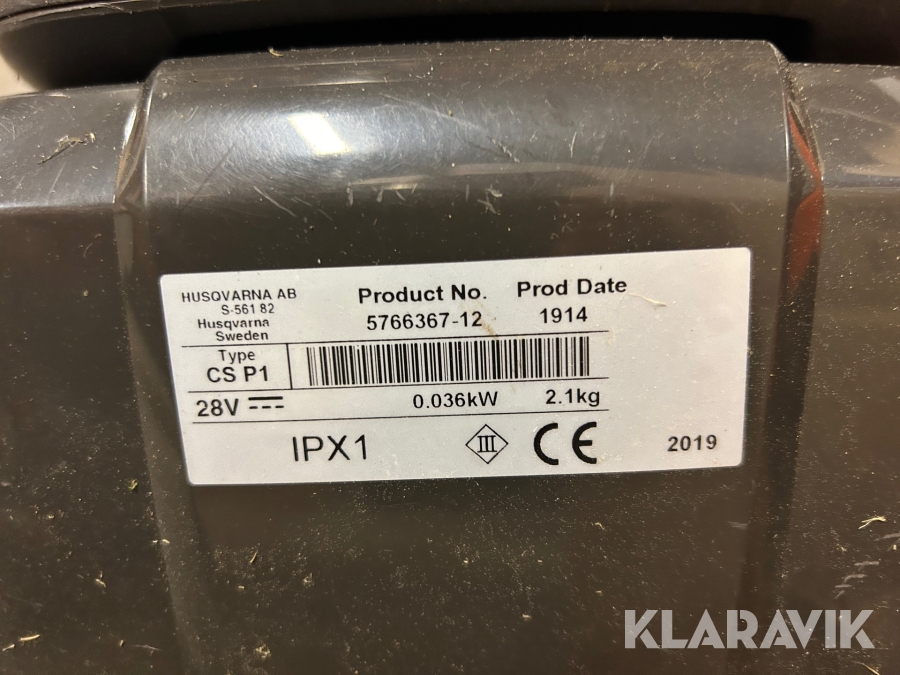 HUSQVARNA AB
S-561 82
Husqvarna
Sweden
Product No.
5766367-12
Prod Date
1914
Type
CS P1
28V
0.036kW
2.1kg
IPX1
III
CE
2019
KLARAVIK